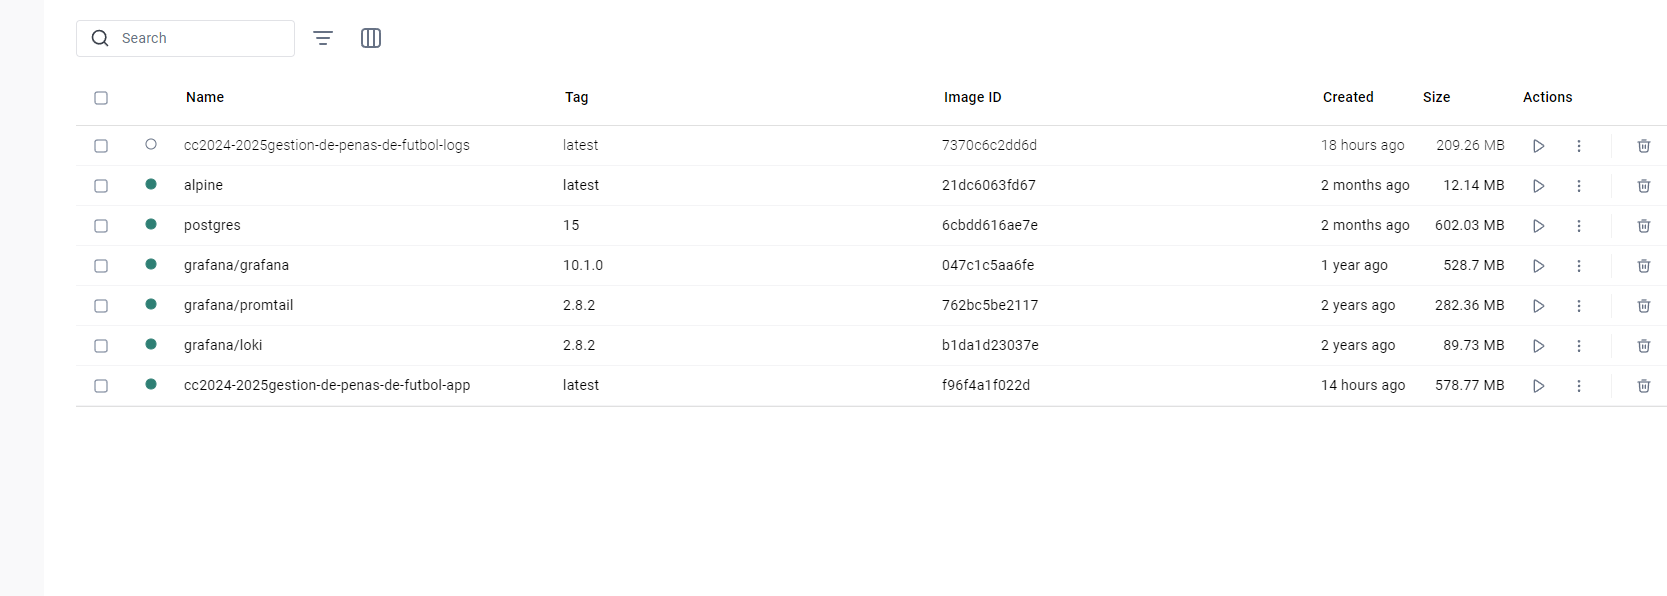 Search
Name Tag Image ID Created Size Actions
cc2024-2025gestion-de-penas-de-futbol-logs latest 7370c6c2dd6d 18 hours ago 209.26 MB
alpine latest 21dc6063fd67 2 months ago 12.14 MB
postgres 15 6cbdd616ae7e 2 months ago 602.03 MB
grafana/grafana 10.1.0 047c1c5aa6fe 1 year ago 528.7 MB
grafana/promtail 2.8.2 762bc5be2117 2 years ago 282.36 MB
grafana/loki 2.8.2 b1da1d23037e 2 years ago 89.73 MB
cc2024-2025gestion-de-penas-de-futbol-app latest f96f4a1f022d 14 hours ago 578.77 MB